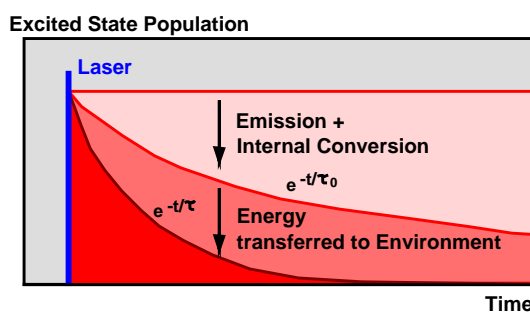 Excited State Population
Laser
Emission +
Internal Conversion
e -t/τ0
e -t/τ
Energy
transferred to Environment
Time